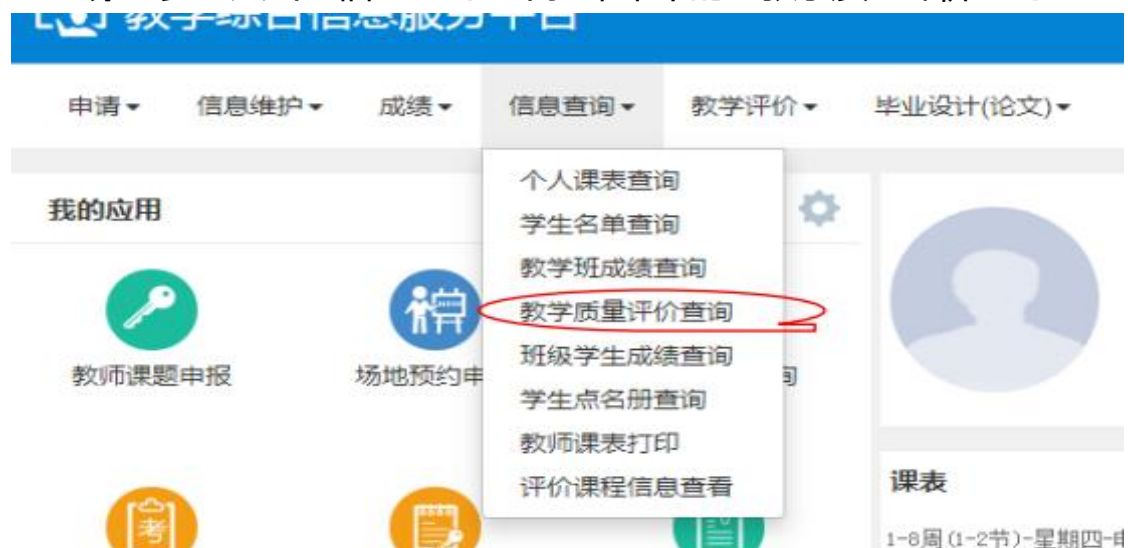 教学综合信息服务平台
申请 信息维护 成绩 信息查询 教学评价 毕业设计(论文)
我的应用
个人课表查询
学生名单查询
教学班成绩查询
教学质量评价查询
班级学生成绩查询
学生点名册查询
教师课表打印
评价课程信息查看
教师课题申报
场地预约申
询
考
课表
1-8周(1-2节)-星期四-